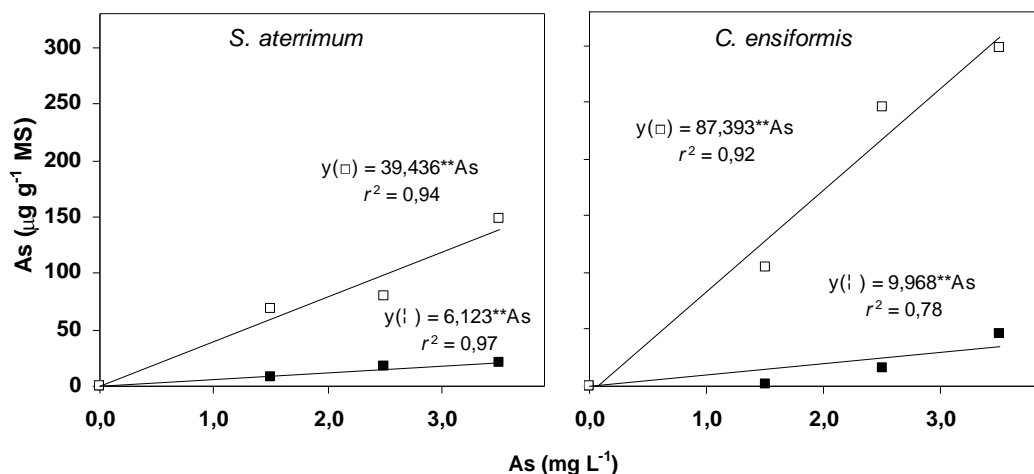 S. aterrimum
C. ensiformis
As (µg g⁻¹ MS)
300
250
200
150
100
50
0
y(□) = 39,436**As
r² = 0,94
y(¦ ) = 6,123**As
r² = 0,97
y(□) = 87,393**As
r² = 0,92
y(¦ ) = 9,968**As
r² = 0,78
0,0 1,0 2,0 3,0
0,0 1,0 2,0 3,0
As (mg L⁻¹)